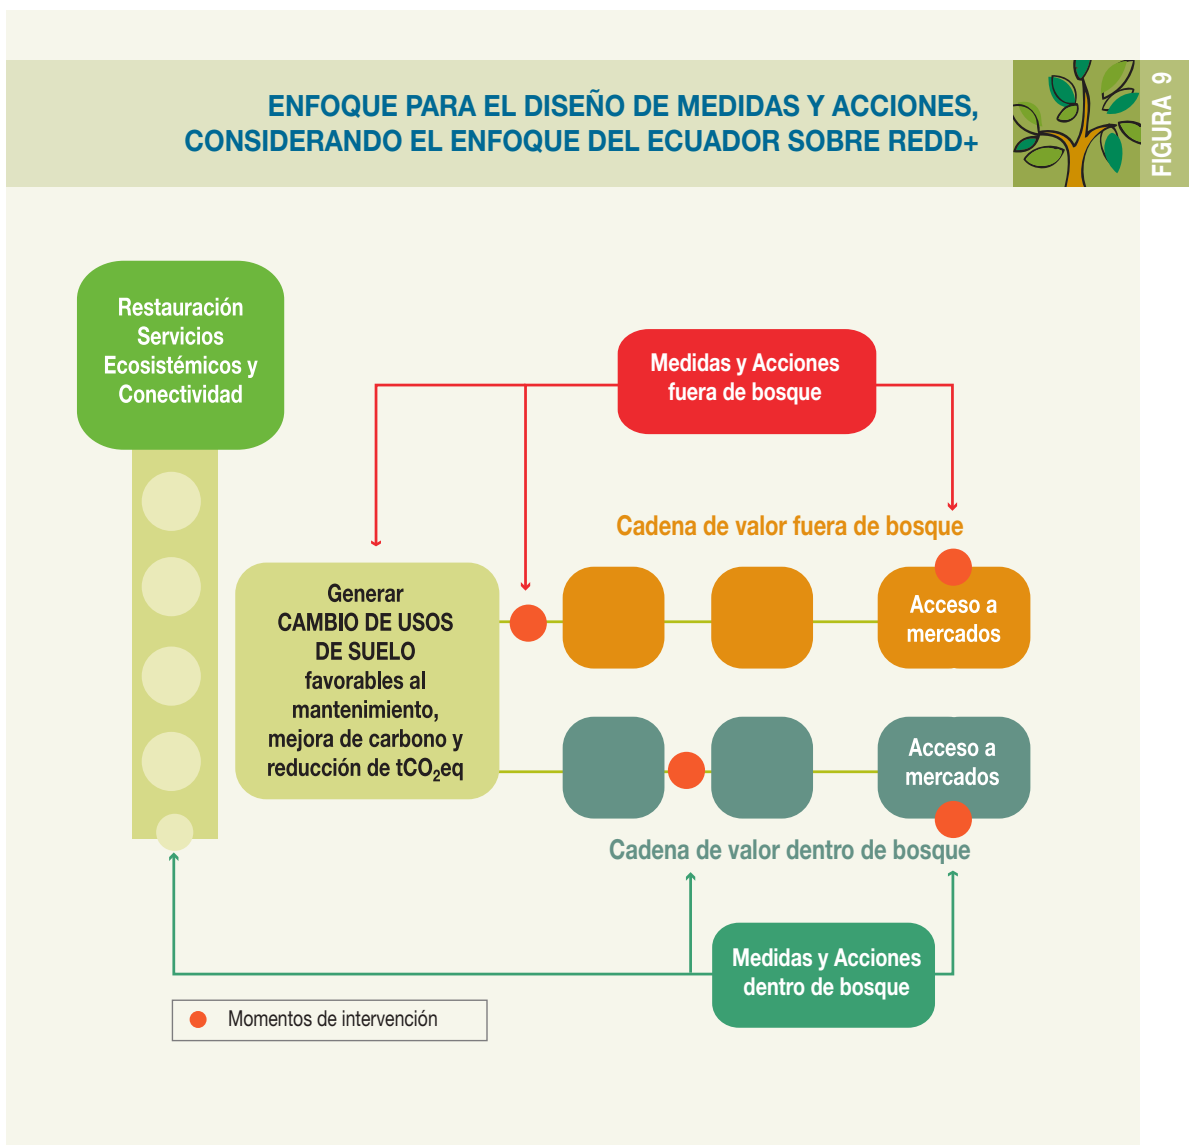 ENFOQUE PARA EL DISEÑO DE MEDIDAS Y ACCIONES,
CONSIDERANDO EL ENFOQUE DEL ECUADOR SOBRE REDD+
FIGURA 9
Restauración
Servicios
Ecosistémicos y
Conectividad
Medidas y Acciones
fuera de bosque
Cadena de valor fuera de bosque
Generar
CAMBIO DE USOS
DE SUELO
favorables al
mantenimiento,
mejora de carbono y
reducción de tCO₂eq
Acceso a
mercados
Acceso a
mercados
Cadena de valor dentro de bosque
Medidas y Acciones
dentro de bosque
Momentos de intervención